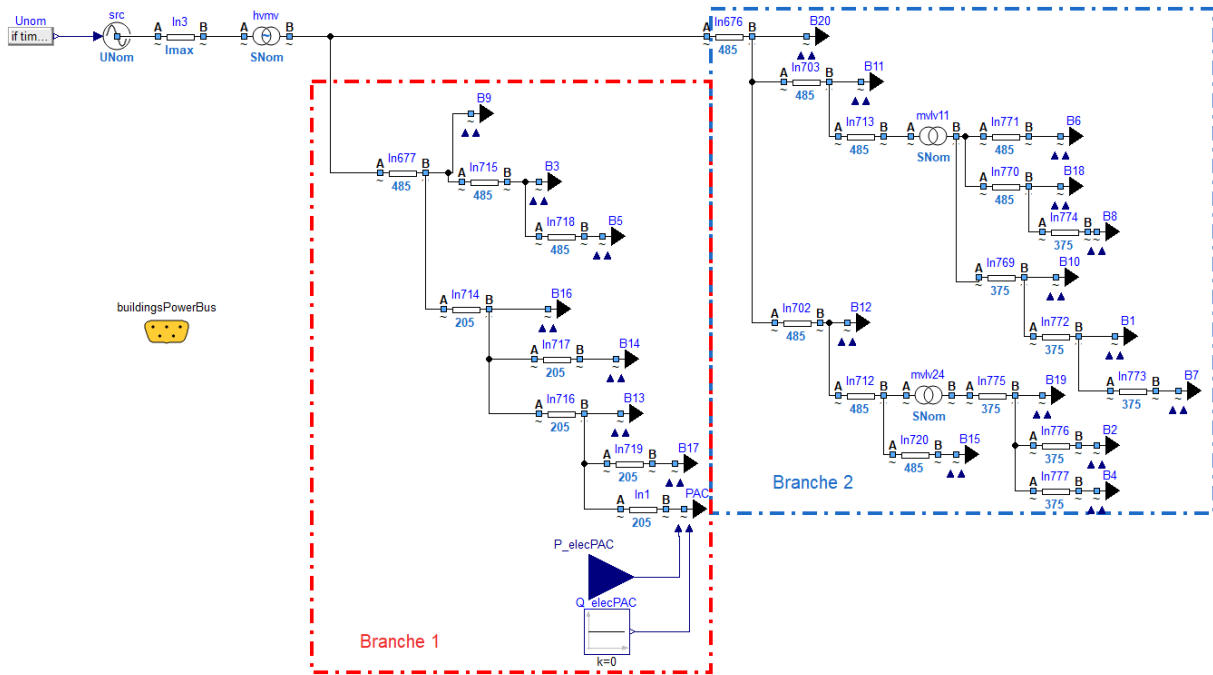 Unom
if tim...
src
~
UNom
A
ln3
B
~
~
Imax
A
hvmv
B
~
~
SNom
A
ln676
B
~
485
B20
~
A
ln703
B
~
485
B11
~
A
ln713
B
~
485
A
mvlv11
B
~
SNom
A
ln771
B
~
485
B6
~
A
ln770
B
~
485
B18
~
A
ln774
B
~
375
B8
~
A
ln769
B
~
375
B10
~
A
ln772
B
~
375
B1
~
A
ln773
B
~
375
B7
~
A
ln702
B
~
485
B12
~
A
ln712
B
~
485
A
mvlv24
B
~
SNom
A
ln775
B
~
375
B19
~
A
ln776
B
~
375
B2
~
A
ln777
B
~
375
B4
~
A
ln720
B
~
485
B15
~
Branche 2
B9
~
A
ln677
B
~
485
A
ln715
B
~
485
B3
~
A
ln718
B
~
485
B5
~
A
ln714
B
~
205
B16
~
A
ln717
B
~
205
B14
~
A
ln716
B
~
205
B13
~
A
ln719
B
~
205
B17
~
A
ln1
B
~
205
PAC
~
P_elecPAC
Q_elecPAC
k=0
Branche 1
buildingsPowerBus